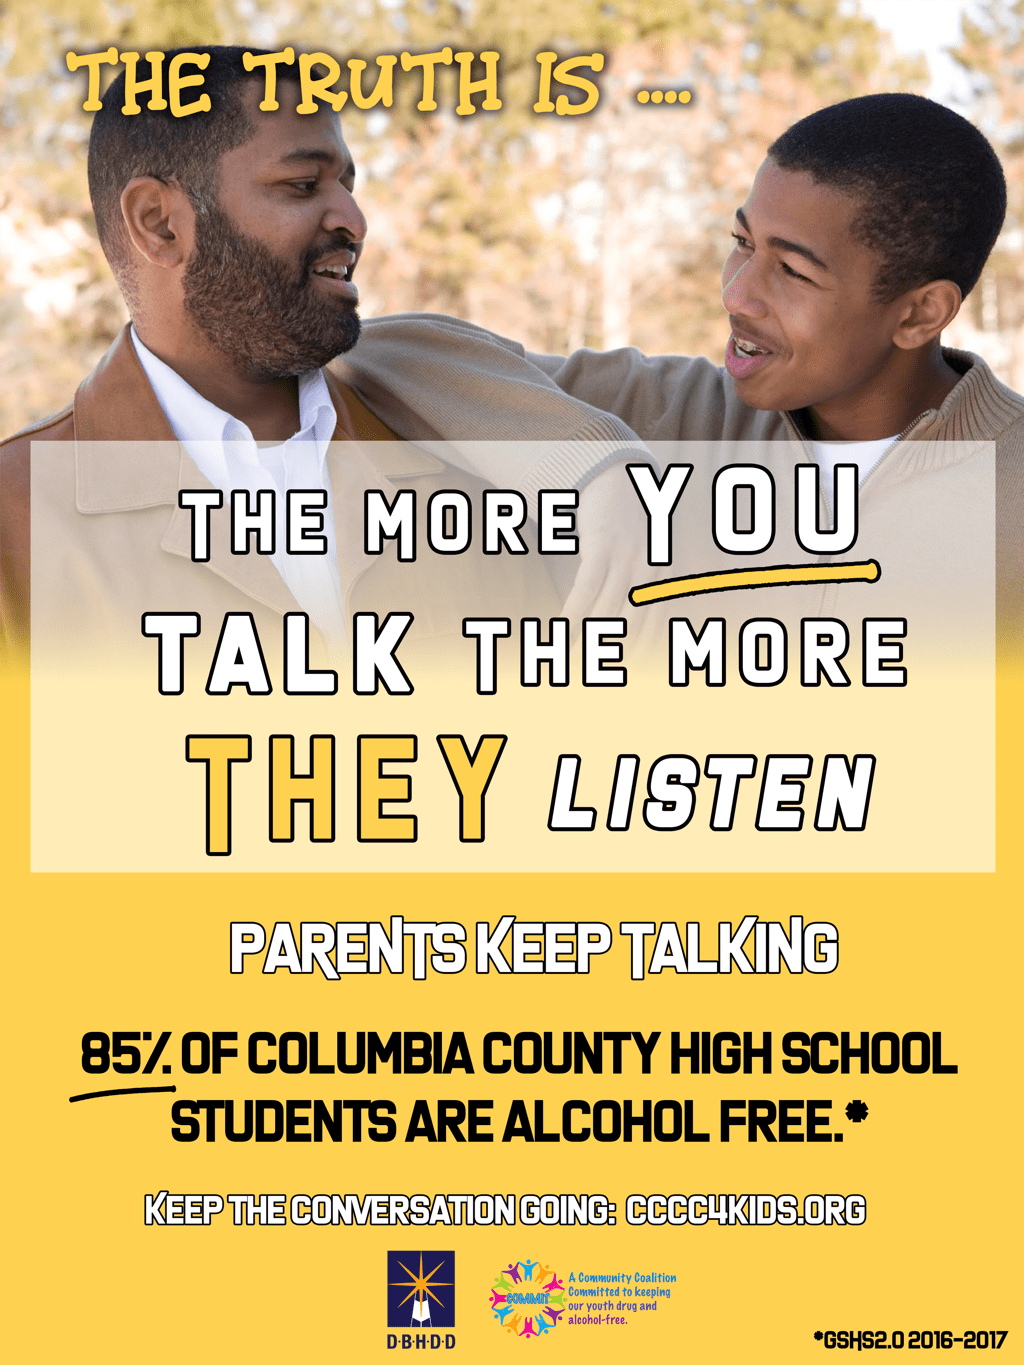 THE TRUTH IS ....
THE MORE YOU
TALK THE MORE
THEY LISTEN
PARENTS KEEP TALKING
85% OF COLUMBIA COUNTY HIGH SCHOOL
STUDENTS ARE ALCOHOL FREE.*
KEEP THE CONVERSATION GOING: CCCC4KIDS.ORG
COMMIT
A Community Coalition
Committed to keeping
our youth drug and
alcohol-free.
D·B·H·D·D
*GSHS2.0 2016-2017